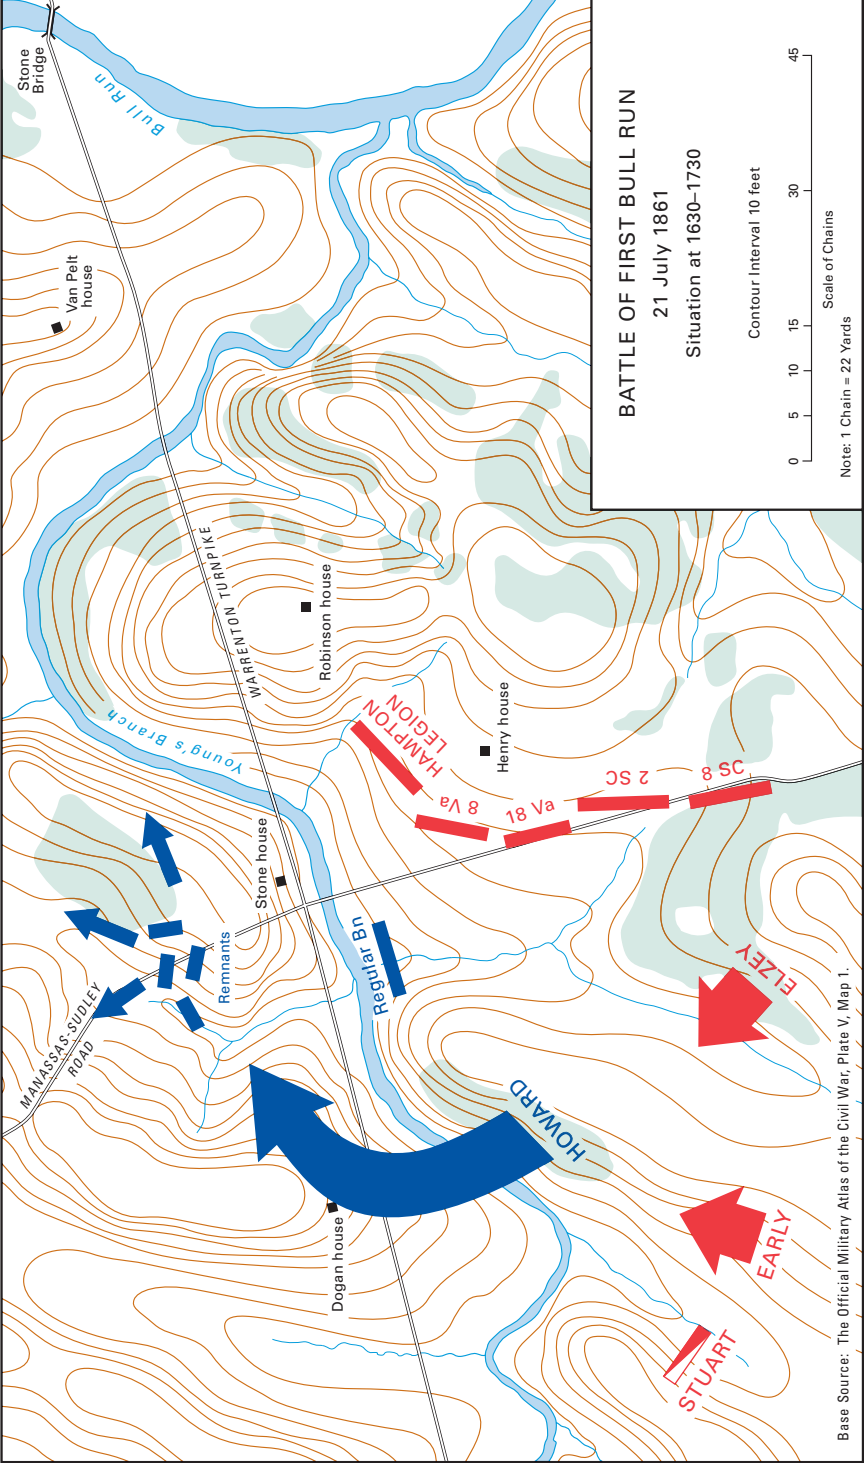 BATTLE OF FIRST BULL RUN
21 July 1861
Situation at 1630–1730
Contour Interval 10 feet
0 5 10 15 30 45
Scale of Chains
Note: 1 Chain = 22 Yards
Stone
Bridge
Bull Run
Van Pelt
house
WARRENTON TURNPIKE
Robinson house
Young's Branch
Henry house
HAMPTON
LEGION
8 Va
18 Va
2 SC
8 SC
Stone house
Remnants
Regular Bn
MANASSAS-SUDLEY
ROAD
HOWARD
Dogan house
ELZEY
EARLY
STUART
Base Source: The Official Military Atlas of the Civil War, Plate V, Map 1.